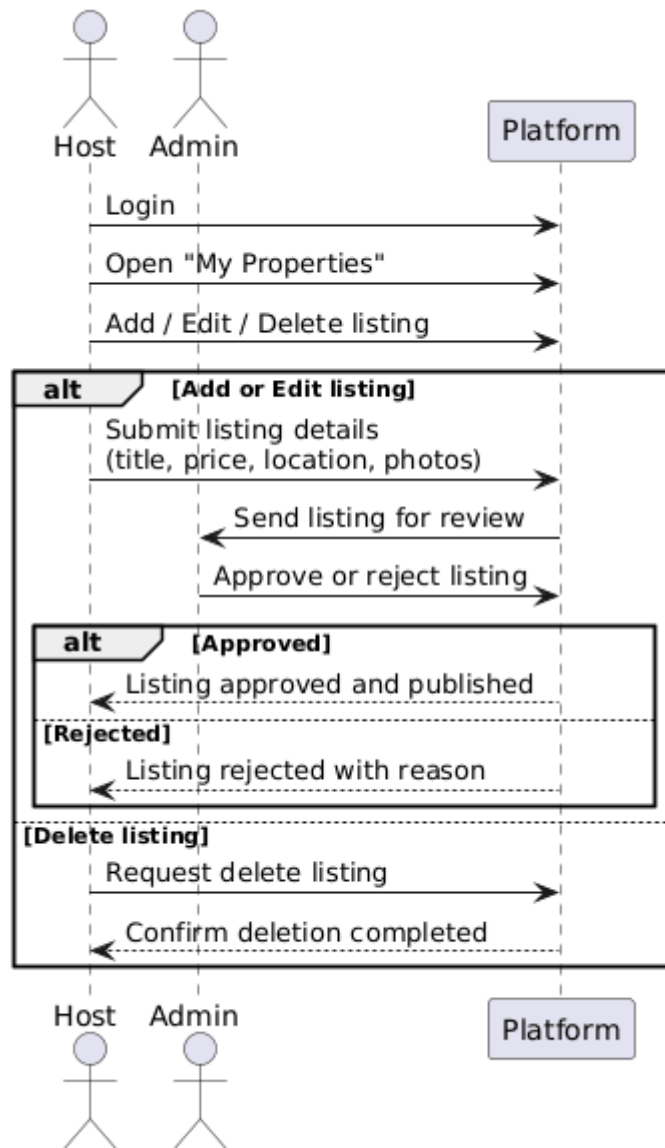 Host Admin Platform
Login
Open "My Properties"
Add / Edit / Delete listing
alt [Add or Edit listing]
Submit listing details
(title, price, location, photos)
Send listing for review
Approve or reject listing
alt [Approved]
Listing approved and published
[Rejected]
Listing rejected with reason
[Delete listing]
Request delete listing
Confirm deletion completed
Host Admin Platform